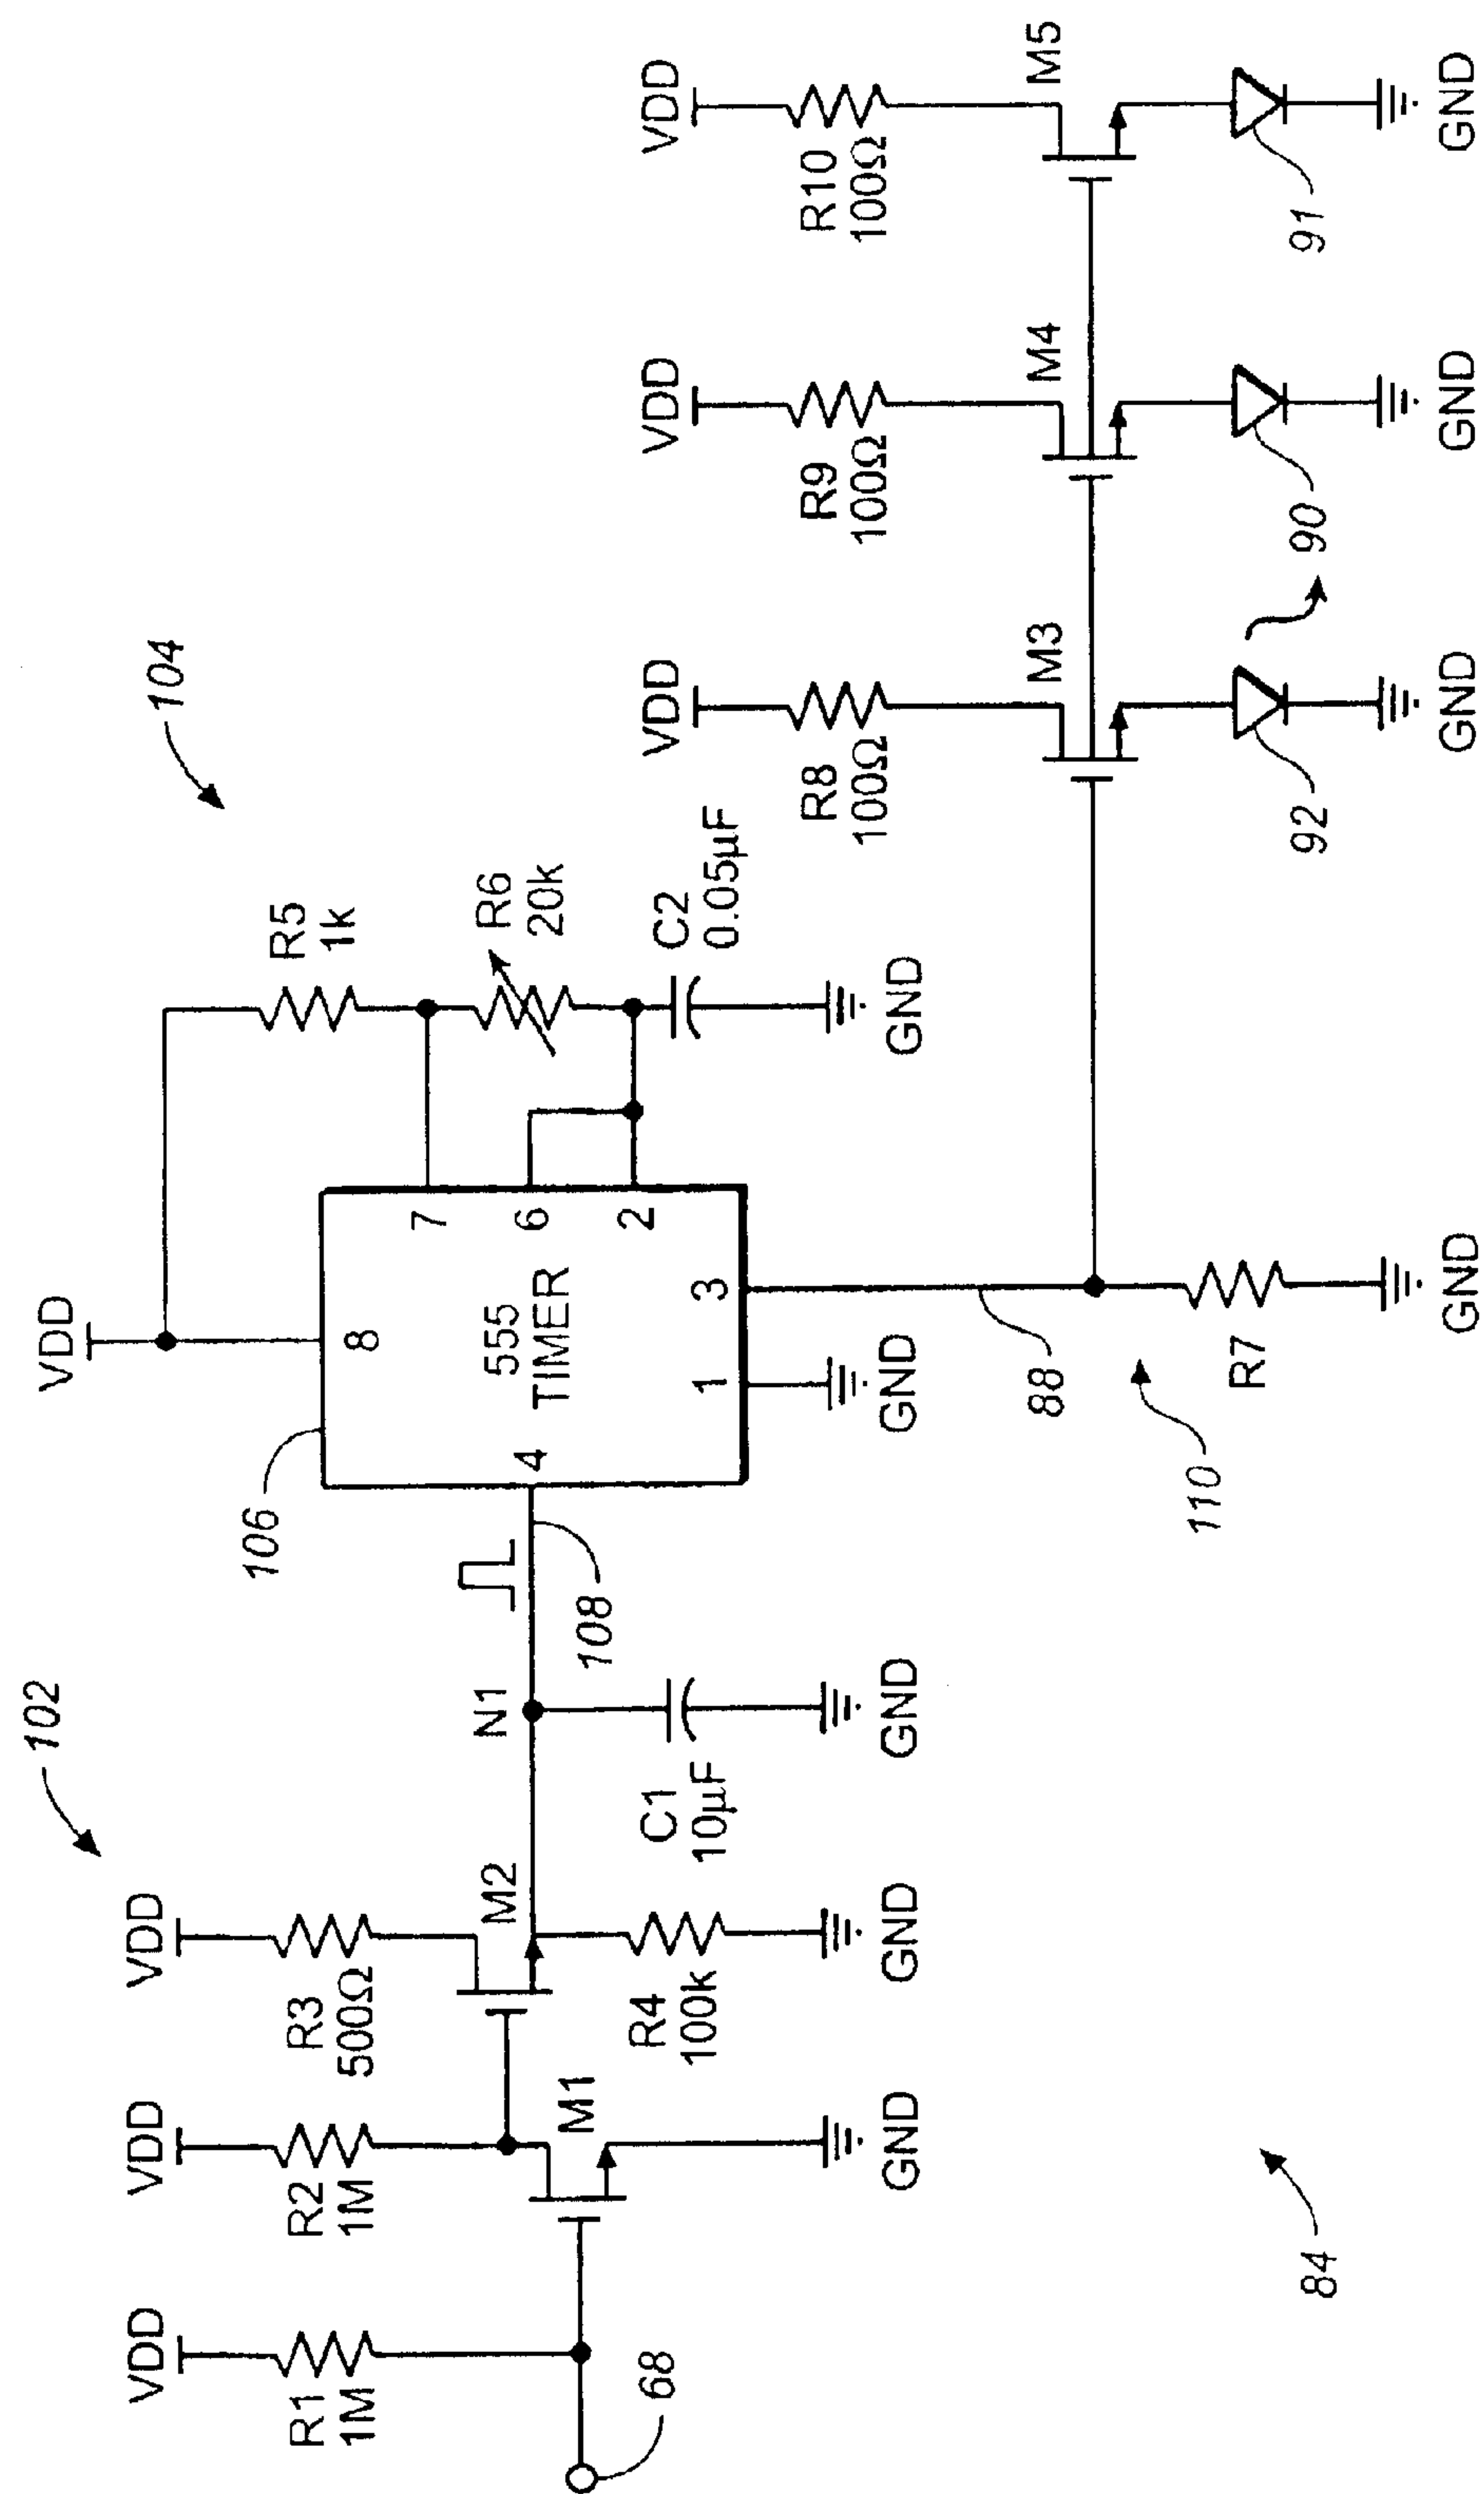 102
104
VDD
R1
1M
68
VDD
R2
1M
M1
GND
VDD
R3
500Ω
M2
R4
100k
GND
N1
C1
10µF
GND
108
106
VDD
8
555
TIMER
4
7
6
2
1
3
GND
R5
1k
R6
20k
C2
0.05µF
GND
88
110
R7
GND
VDD
R8
100Ω
M3
92
GND
VDD
R9
100Ω
M4
90
GND
VDD
R10
100Ω
M5
91
GND
84